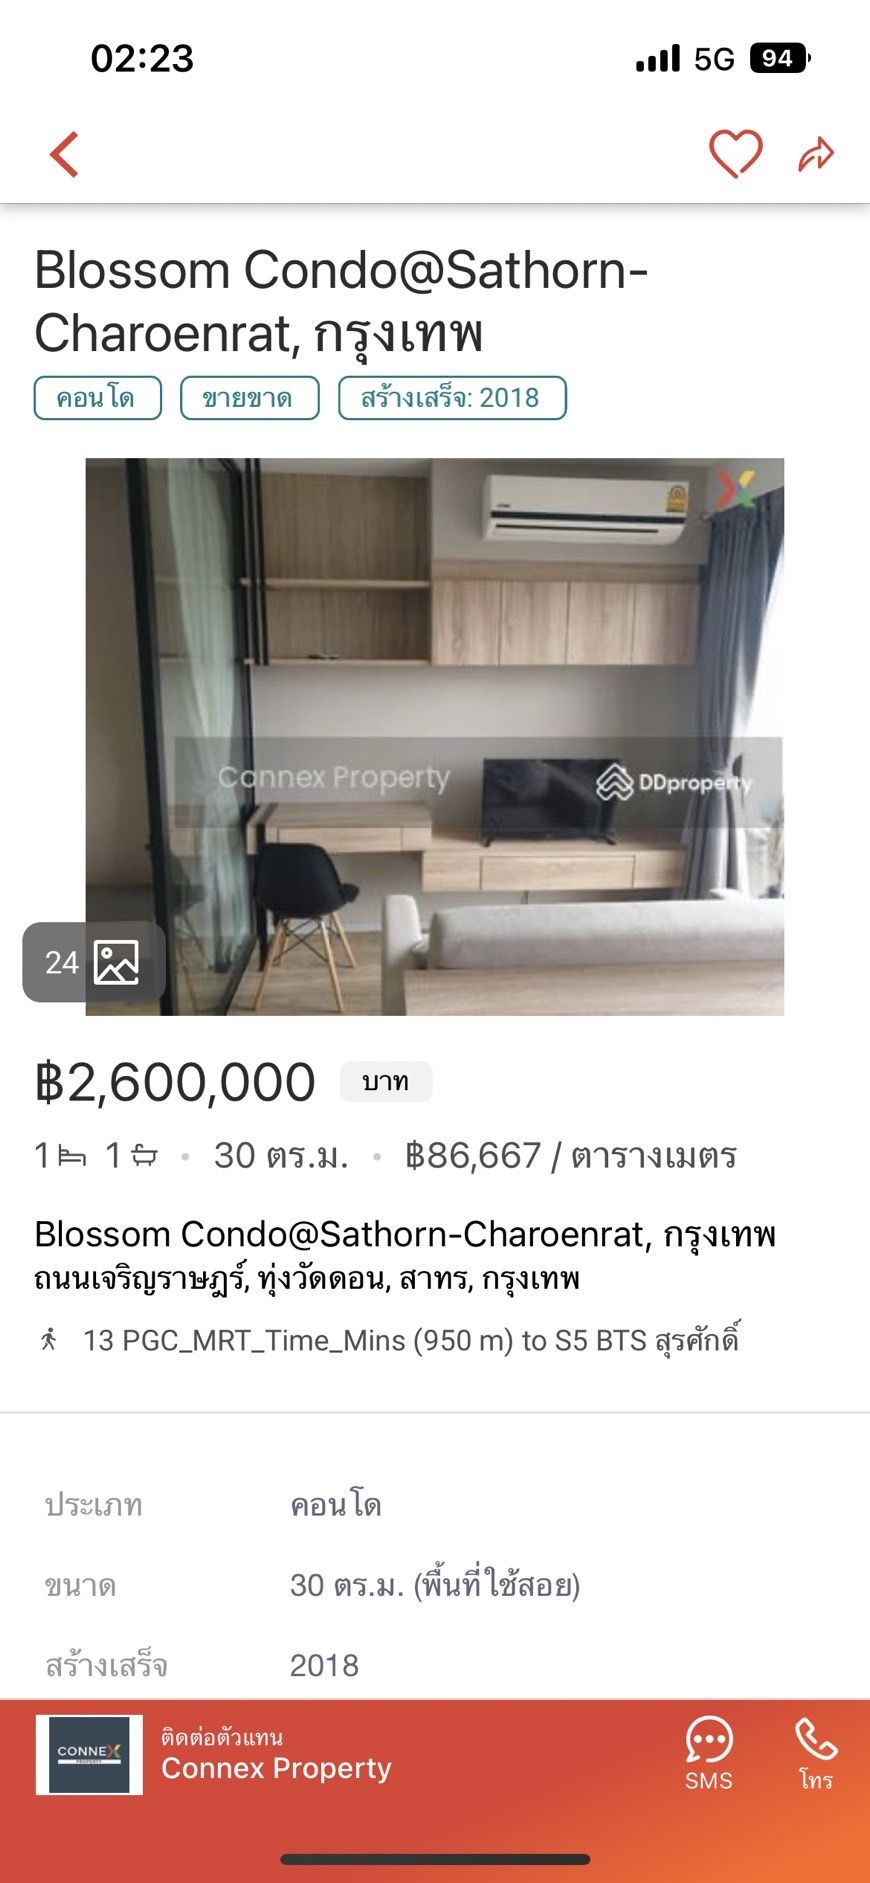 02:23
5G 94
Blossom Condo@Sathorn-
Charoenrat, กรุงเทพ
คอนโด ขายขาด สร้างเสร็จ: 2018
Connex Property DDproperty
24
฿2,600,000 บาท
1 1 • 30 ตร.ม. • ฿86,667 / ตารางเมตร
Blossom Condo@Sathorn-Charoenrat, กรุงเทพ
ถนนเจริญราษฎร์, ทุ่งวัดดอน, สาทร, กรุงเทพ
13 PGC_MRT_Time_Mins (950 m) to S5 BTS สุรศักดิ์
ประเภท คอนโด
ขนาด 30 ตร.ม. (พื้นที่ใช้สอย)
สร้างเสร็จ 2018
CONNEX
PROPERTY
ติดต่อตัวแทน
Connex Property
SMS โทร